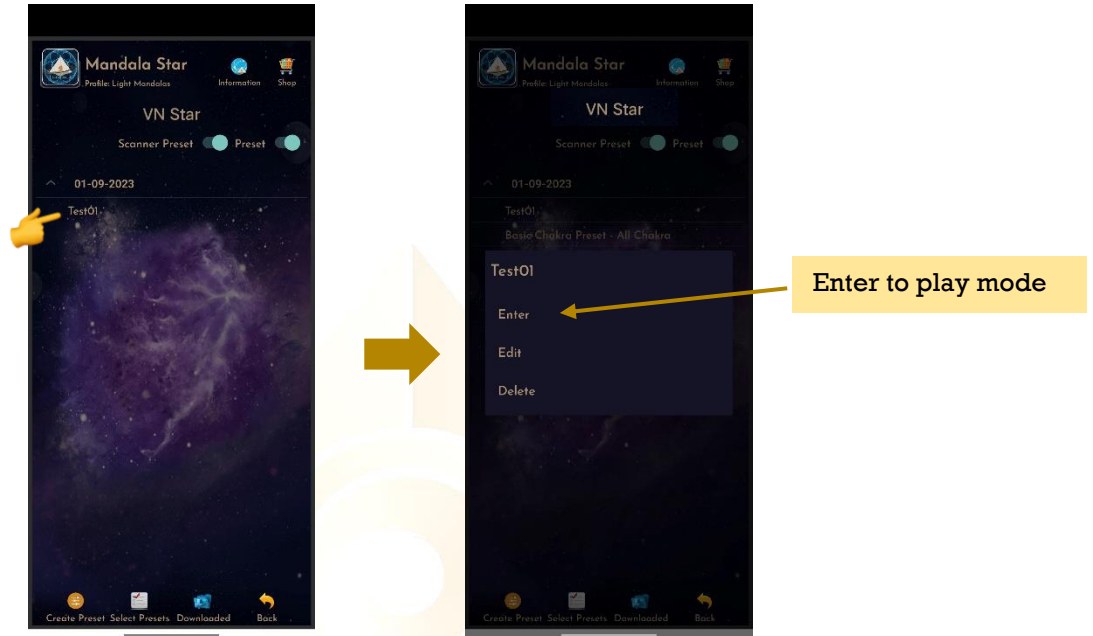 Mandala Star
Profile: Light Mandalas
Information
Shop
VN Star
Scanner Preset
Preset
01-09-2023
Test01
Create Preset
Select Presets
Downloaded
Back
Mandala Star
Profile: Light Mandalas
Information
Shop
VN Star
Scanner Preset
Preset
01-09-2023
Test01
Basic Chakra Preset - All Chakra
Test01
Enter
Edit
Delete
Create Preset
Select Presets
Downloaded
Back
Enter to play mode